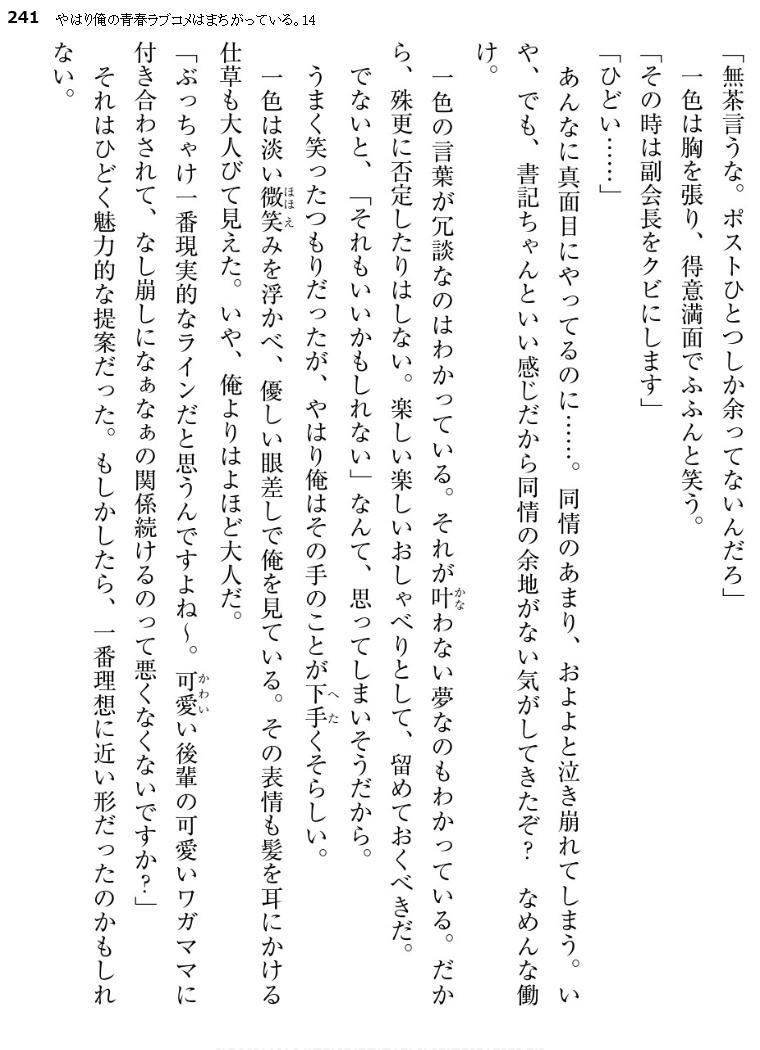 241 やはり俺の青春ラブコメはまちがっている。14
「無茶言うな。ポストひとつしか余ってないんだろ」
一色は胸を張り、得意満面でふふんと笑う。
「その時は副会長をクビにします」
「ひどい……」
あんなに真面目にやってるのに……。同情のあまり、およよと泣き崩れてしまう。い
や、でも、書記ちゃんといい感じだから同情の余地がない気がしてきたぞ？　なめんな働
け。
一色の言葉が冗談なのはわかっている。それが叶わない夢なのもわかっている。だか
ら、殊更に否定したりはしない。楽しい楽しいおしゃべりとして、留めておくべきだ。
でないと、「それもいいかもしれない」なんて、思ってしまいそうだから。
うまく笑ったつもりだったが、やはり俺はその手のことが下手くそらしい。
一色は淡い微笑みを浮かべ、優しい眼差しで俺を見ている。その表情も髪を耳にかける
仕草も大人びて見えた。いや、俺よりはよほど大人だ。
「ぶっちゃけ一番現実的なラインだと思うんですよね～。可愛い後輩の可愛いワガママに
付き合わされて、なし崩しになぁなぁの関係続けるのって悪くなくないですか？」
それはひどく魅力的な提案だった。もしかしたら、一番理想に近い形だったのかもしれ
ない。